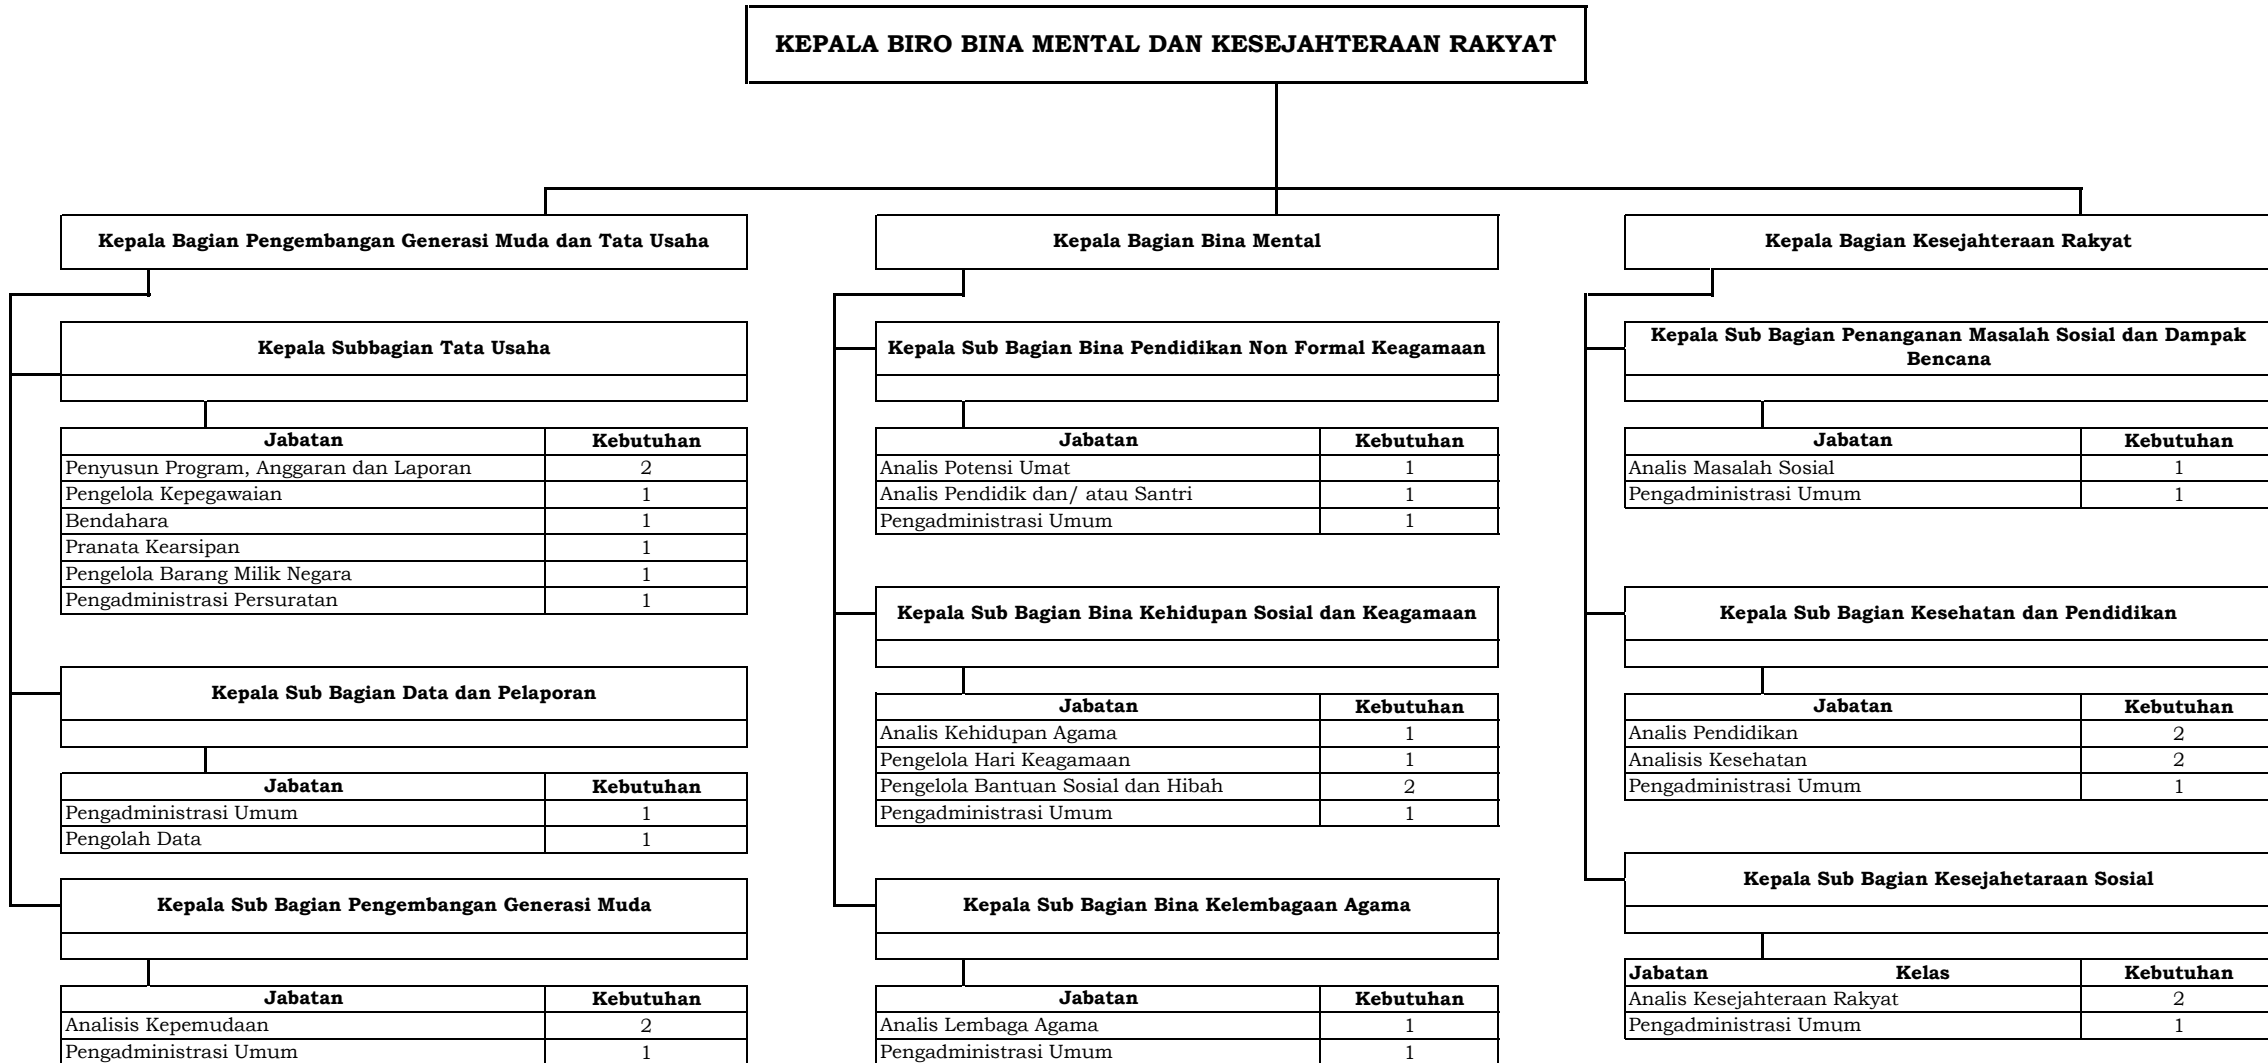 KEPALA BIRO BINA MENTAL DAN KESEJAHTERAAN RAKYAT
Kepala Bagian Pengembangan Generasi Muda dan Tata Usaha
Kepala Subbagian Tata Usaha
Jabatan Kebutuhan
Penyusun Program, Anggaran dan Laporan 2
Pengelola Kepegawaian 1
Bendahara 1
Pranata Kearsipan 1
Pengelola Barang Milik Negara 1
Pengadministrasi Persuratan 1
Kepala Sub Bagian Data dan Pelaporan
Jabatan Kebutuhan
Pengadministrasi Umum 1
Pengolah Data 1
Kepala Sub Bagian Pengembangan Generasi Muda
Jabatan Kebutuhan
Analisis Kepemudaan 2
Pengadministrasi Umum 1
Kepala Bagian Bina Mental
Kepala Sub Bagian Bina Pendidikan Non Formal Keagamaan
Jabatan Kebutuhan
Analis Potensi Umat 1
Analis Pendidik dan/ atau Santri 1
Pengadministrasi Umum 1
Kepala Sub Bagian Bina Kehidupan Sosial dan Keagamaan
Jabatan Kebutuhan
Analis Kehidupan Agama 1
Pengelola Hari Keagamaan 1
Pengelola Bantuan Sosial dan Hibah 2
Pengadministrasi Umum 1
Kepala Sub Bagian Bina Kelembagaan Agama
Jabatan Kebutuhan
Analis Lembaga Agama 1
Pengadministrasi Umum 1
Kepala Bagian Kesejahteraan Rakyat
Kepala Sub Bagian Penanganan Masalah Sosial dan Dampak
Bencana
Jabatan Kebutuhan
Analis Masalah Sosial 1
Pengadministrasi Umum 1
Kepala Sub Bagian Kesehatan dan Pendidikan
Jabatan Kebutuhan
Analis Pendidikan 2
Analisis Kesehatan 2
Pengadministrasi Umum 1
Kepala Sub Bagian Kesejahetaraan Sosial
Jabatan Kelas Kebutuhan
Analis Kesejahteraan Rakyat 2
Pengadministrasi Umum 1